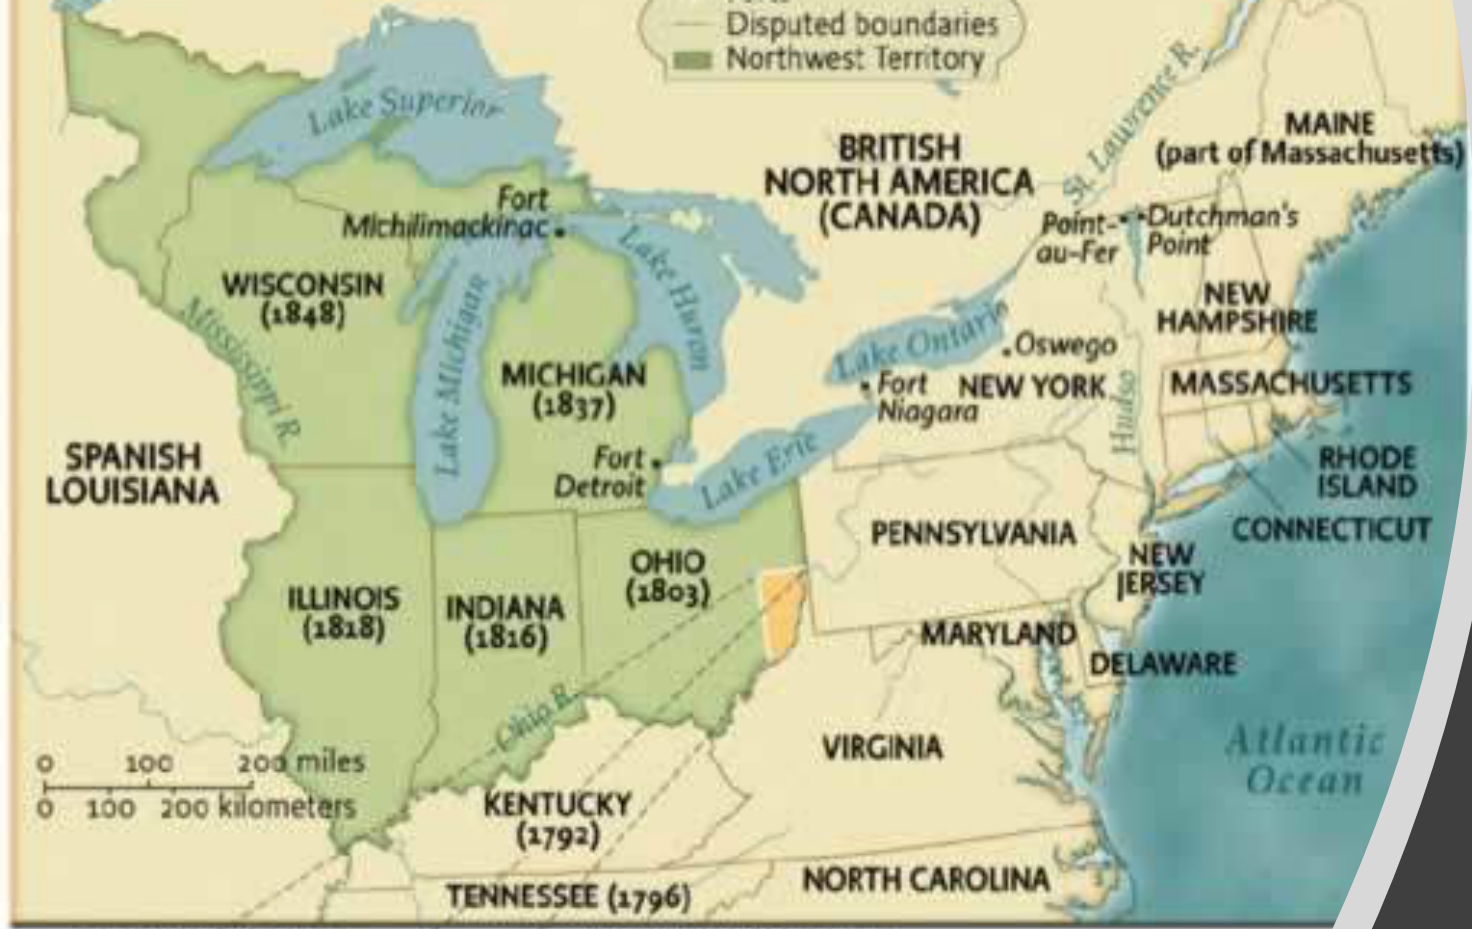 Disputed boundaries
Northwest Territory
Lake Superior
St. Lawrence R.
MAINE
(part of Massachusetts)
BRITISH
NORTH AMERICA
(CANADA)
Fort
Michilimackinac
Point-
au-Fer
Dutchman's
Point
Lake Huron
WISCONSIN
(1848)
Mississippi R.
Lake Michigan
NEW
HAMPSHIRE
Lake Ontario
Oswego
MICHIGAN
(1837)
Fort
Niagara
NEW YORK
Hudso
MASSACHUSETTS
SPANISH
LOUISIANA
Fort
Detroit
Lake Erie
RHODE
ISLAND
CONNECTICUT
PENNSYLVANIA
NEW
JERSEY
OHIO
(1803)
ILLINOIS
(1818)
INDIANA
(1816)
MARYLAND
DELAWARE
Ohio R.
VIRGINIA
Atlantic
Ocean
0 100 200 miles
0 100 200 kilometers
KENTUCKY
(1792)
TENNESSEE (1796)
NORTH CAROLINA